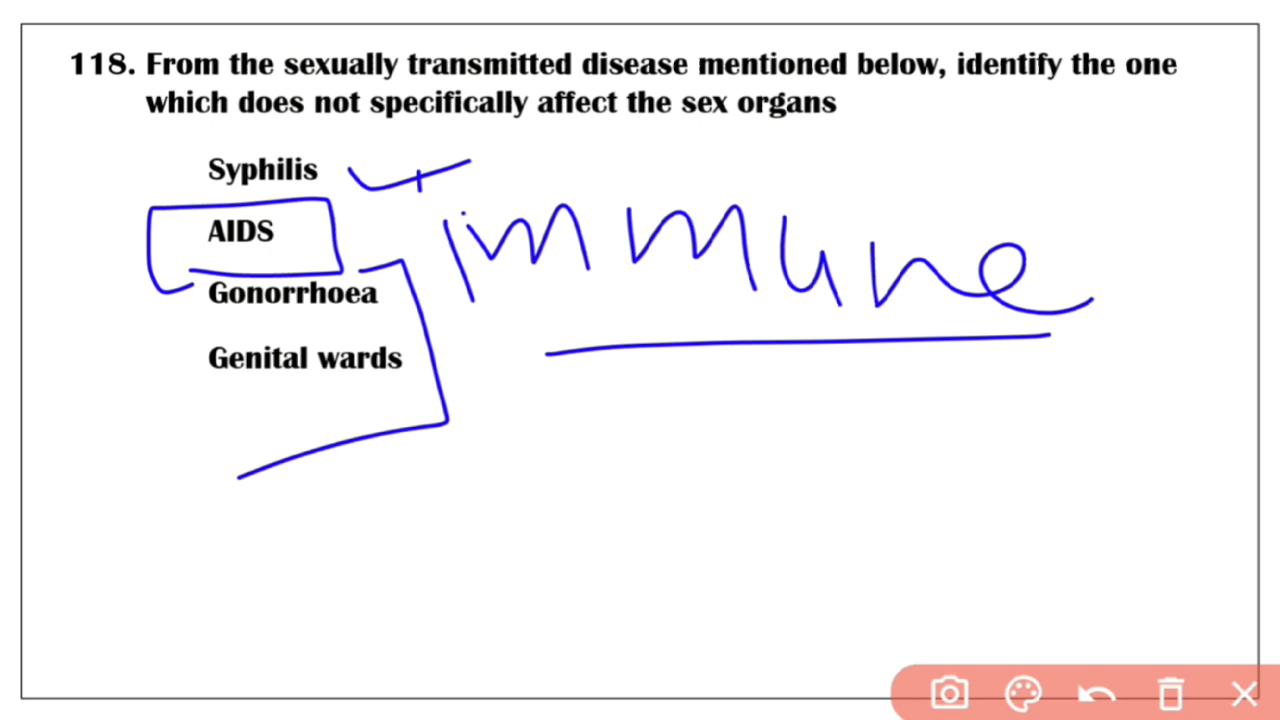 118. From the sexually transmitted disease mentioned below, identify the one
which does not specifically affect the sex organs
Syphilis
AIDS
immune
Gonorrhoea
Genital wards